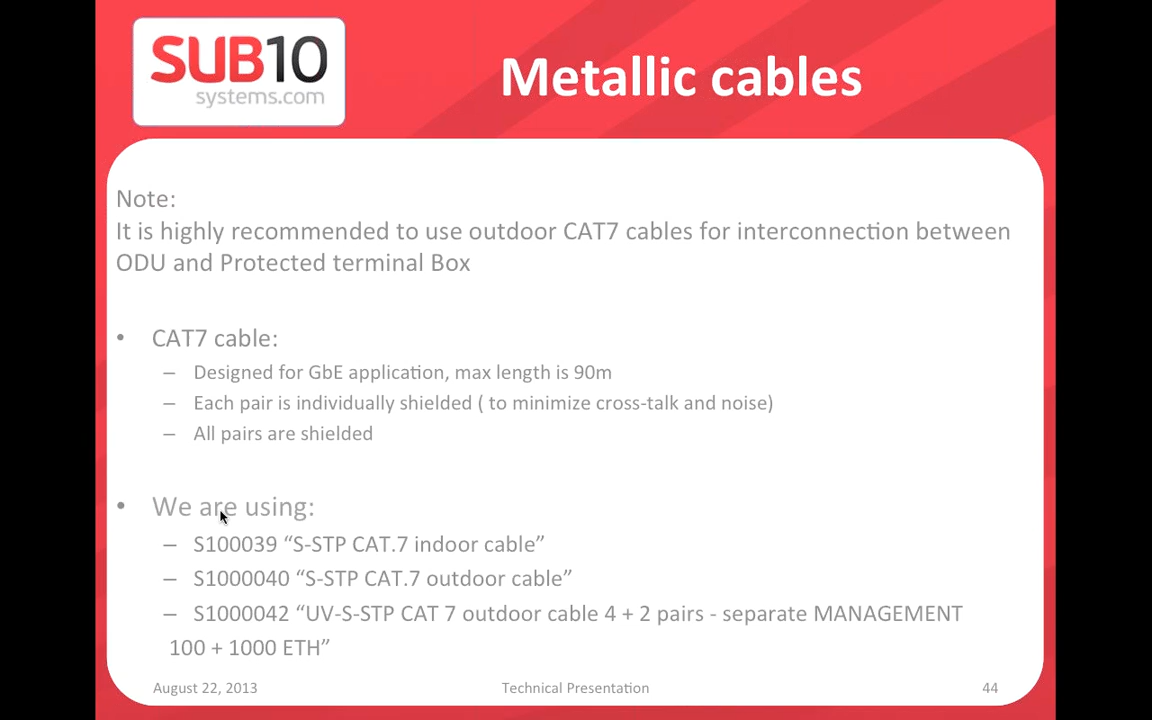 SUB10
systems.com
Metallic cables
Note:
It is highly recommended to use outdoor CAT7 cables for interconnection between
ODU and Protected terminal Box
• CAT7 cable:
– Designed for GbE application, max length is 90m
– Each pair is individually shielded ( to minimize cross-talk and noise)
– All pairs are shielded
• We are using:
– S100039 “S-STP CAT.7 indoor cable”
– S1000040 “S-STP CAT.7 outdoor cable”
– S1000042 “UV-S-STP CAT 7 outdoor cable 4 + 2 pairs - separate MANAGEMENT
100 + 1000 ETH”
August 22, 2013 Technical Presentation 44